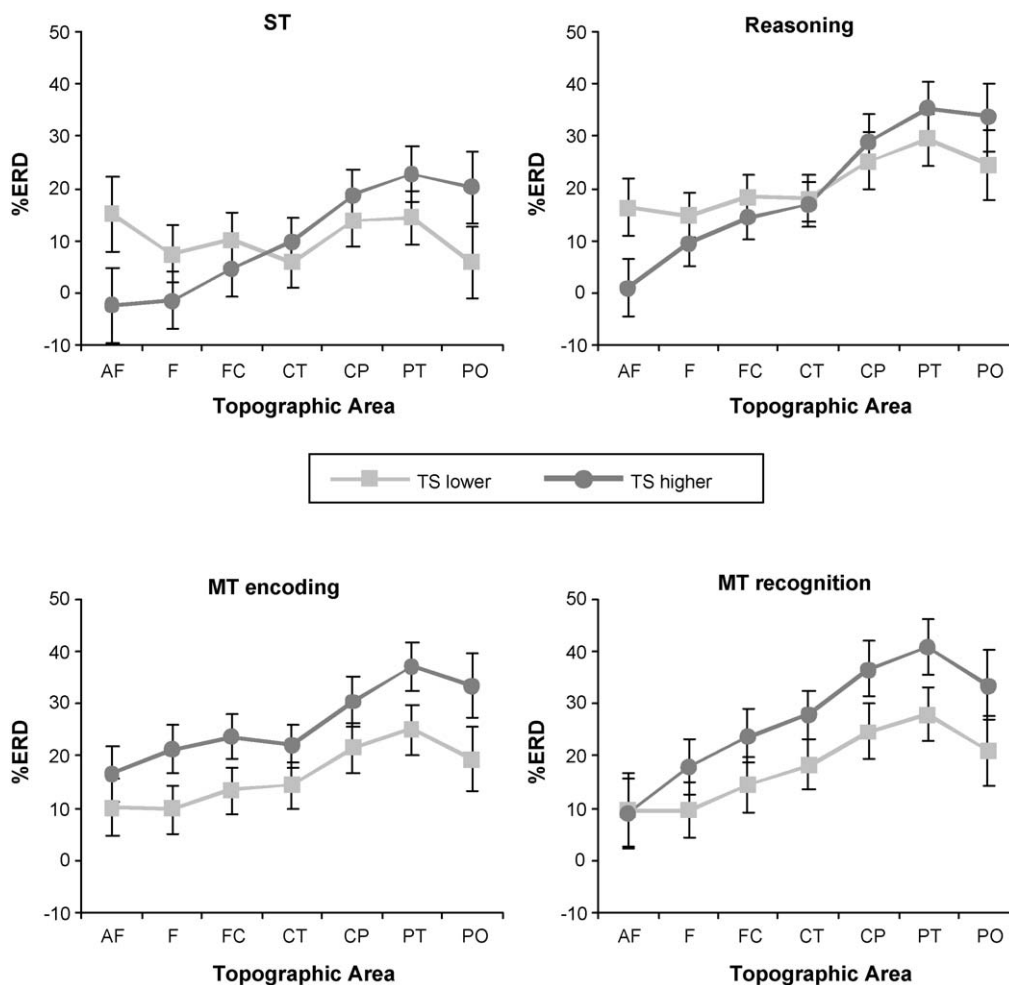 ST
50
40
30
20
10
0
-10
%ERD
AF F FC CT CP PT PO
Topographic Area
Reasoning
50
40
30
20
10
0
-10
%ERD
AF F FC CT CP PT PO
Topographic Area
TS lower TS higher
MT encoding
50
40
30
20
10
0
-10
%ERD
AF F FC CT CP PT PO
Topographic Area
MT recognition
50
40
30
20
10
0
-10
%ERD
AF F FC CT CP PT PO
Topographic Area